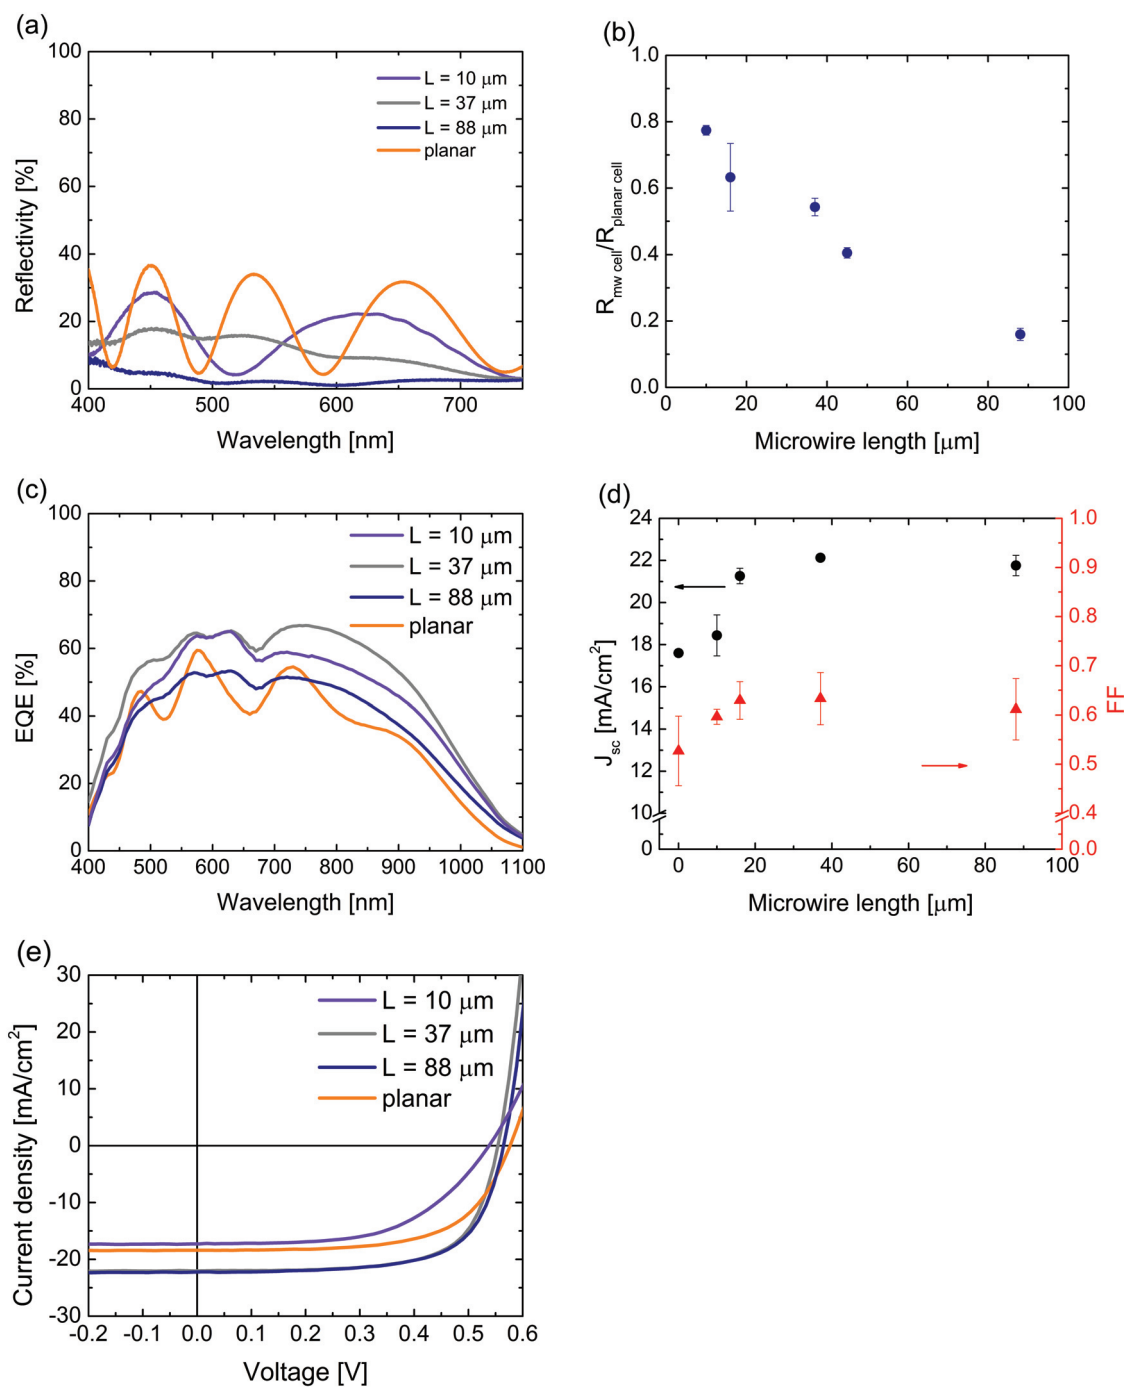 (a)
100
80
60
40
20
0
Reflectivity [%]
L = 10 μm
L = 37 μm
L = 88 μm
planar
400
500
600
700
Wavelength [nm]
(b)
1.0
0.8
0.6
0.4
0.2
0.0
R_mw cell/R_planar cell
0
20
40
60
80
100
Microwire length [μm]
(c)
100
80
60
40
20
0
EQE [%]
L = 10 μm
L = 37 μm
L = 88 μm
planar
400
500
600
700
800
900
1000
1100
Wavelength [nm]
(d)
24
22
20
18
16
14
12
10
0
J_sc [mA/cm²]
1.0
0.9
0.8
0.7
0.6
0.5
0.4
0.0
FF
0
20
40
60
80
100
Microwire length [μm]
(e)
30
20
10
0
-10
-20
-30
Current density [mA/cm²]
L = 10 μm
L = 37 μm
L = 88 μm
planar
-0.2
-0.1
0.0
0.1
0.2
0.3
0.4
0.5
0.6
Voltage [V]